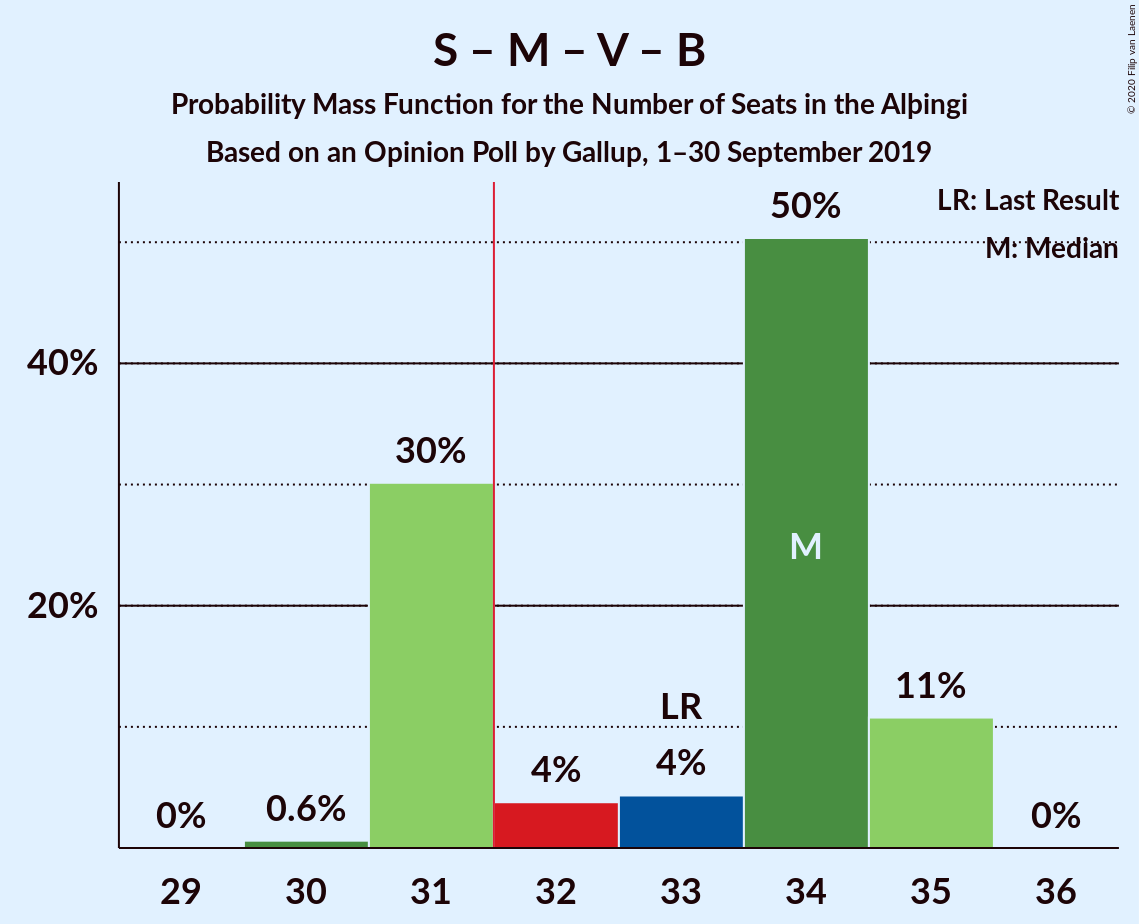 S – M – V – B
Probability Mass Function for the Number of Seats in the Alþingi
Based on an Opinion Poll by Gallup, 1–30 September 2019
© 2020 Filip van Laenen
LR: Last Result
M: Median
50%
40%
30%
M
20%
11%
LR
4%
4%
0.6%
0%
0%
29 30 31 32 33 34 35 36